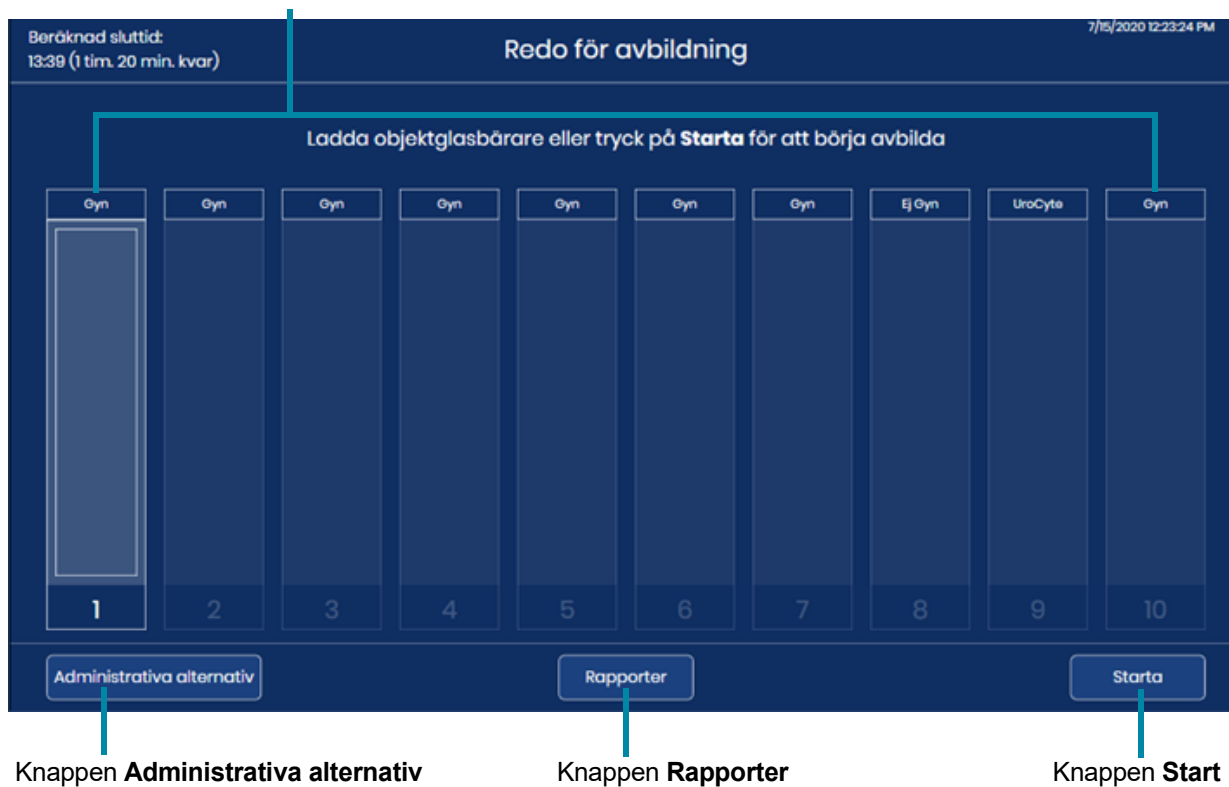 Beräknad sluttid:
13:39 (1 tim. 20 min. kvar)
Redo för avbildning
7/15/2020 12:23:24 PM
Ladda objektglasbärare eller tryck på Starta för att börja avbilda
Gyn Gyn Gyn Gyn Gyn Gyn Gyn Ej Gyn UroCyte Gyn
1 2 3 4 5 6 7 8 9 10
Administrativa alternativ Rapporter Starta
Knappen Administrativa alternativ Knappen Rapporter Knappen Start